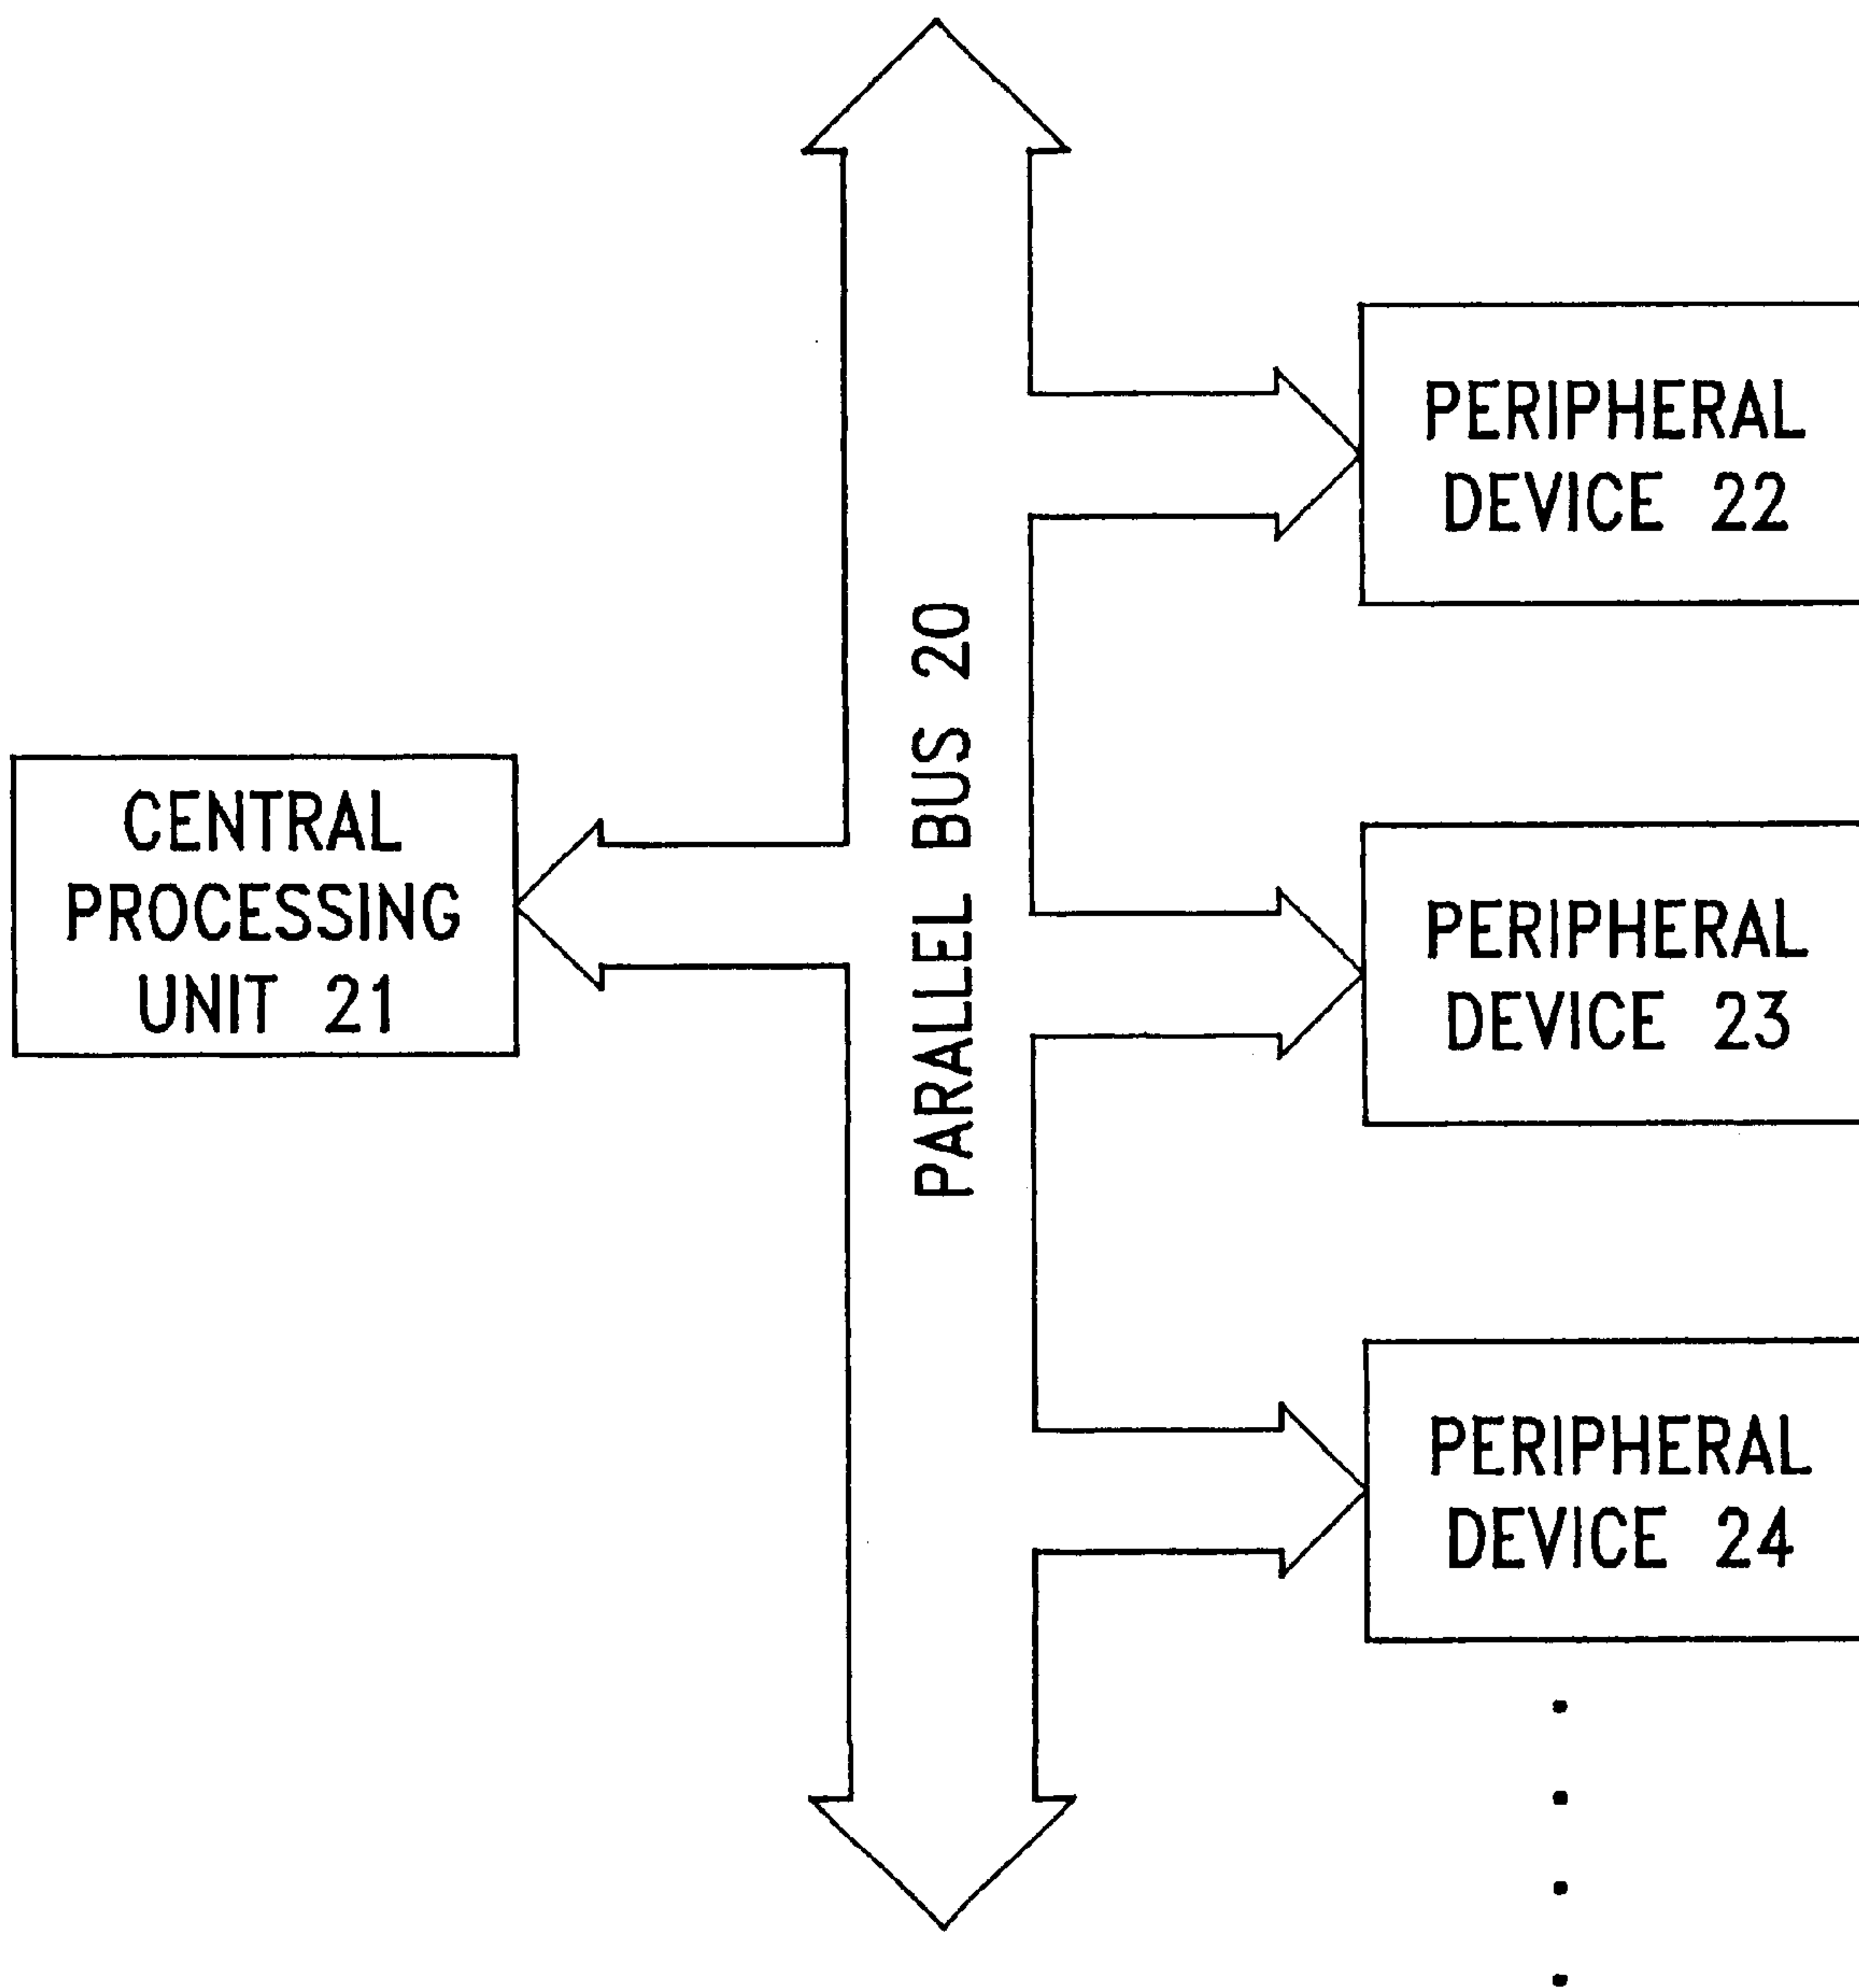 CENTRAL
PROCESSING
UNIT 21
PARALLEL BUS 20
PERIPHERAL
DEVICE 22
PERIPHERAL
DEVICE 23
PERIPHERAL
DEVICE 24